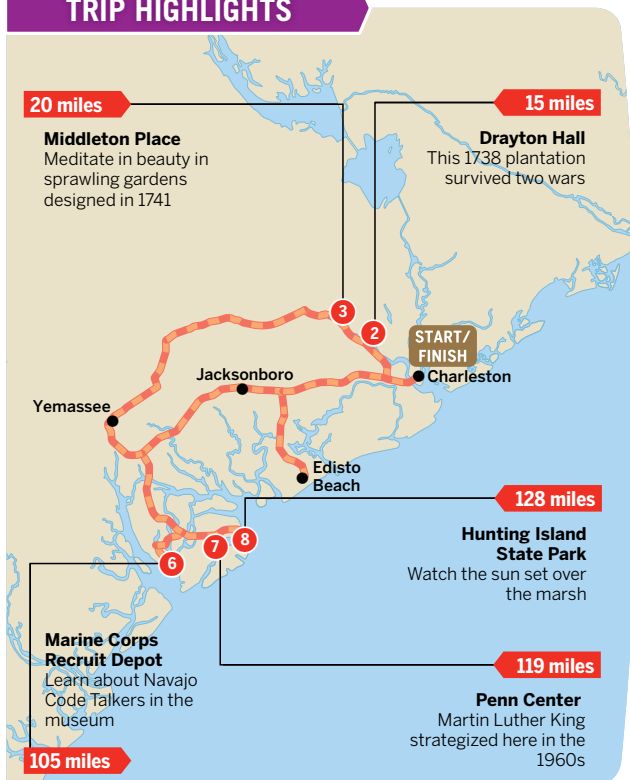 TRIP HIGHLIGHTS
20 miles
Middleton Place
Meditate in beauty in
sprawling gardens
designed in 1741
15 miles
Drayton Hall
This 1738 plantation
survived two wars
3
2
START/
FINISH
Charleston
Jacksonboro
Yemassee
Edisto
Beach
128 miles
Hunting Island
State Park
Watch the sun set over
the marsh
8
7
6
Marine Corps
Recruit Depot
Learn about Navajo
Code Talkers in the
museum
105 miles
119 miles
Penn Center
Martin Luther King
strategized here in the
1960s